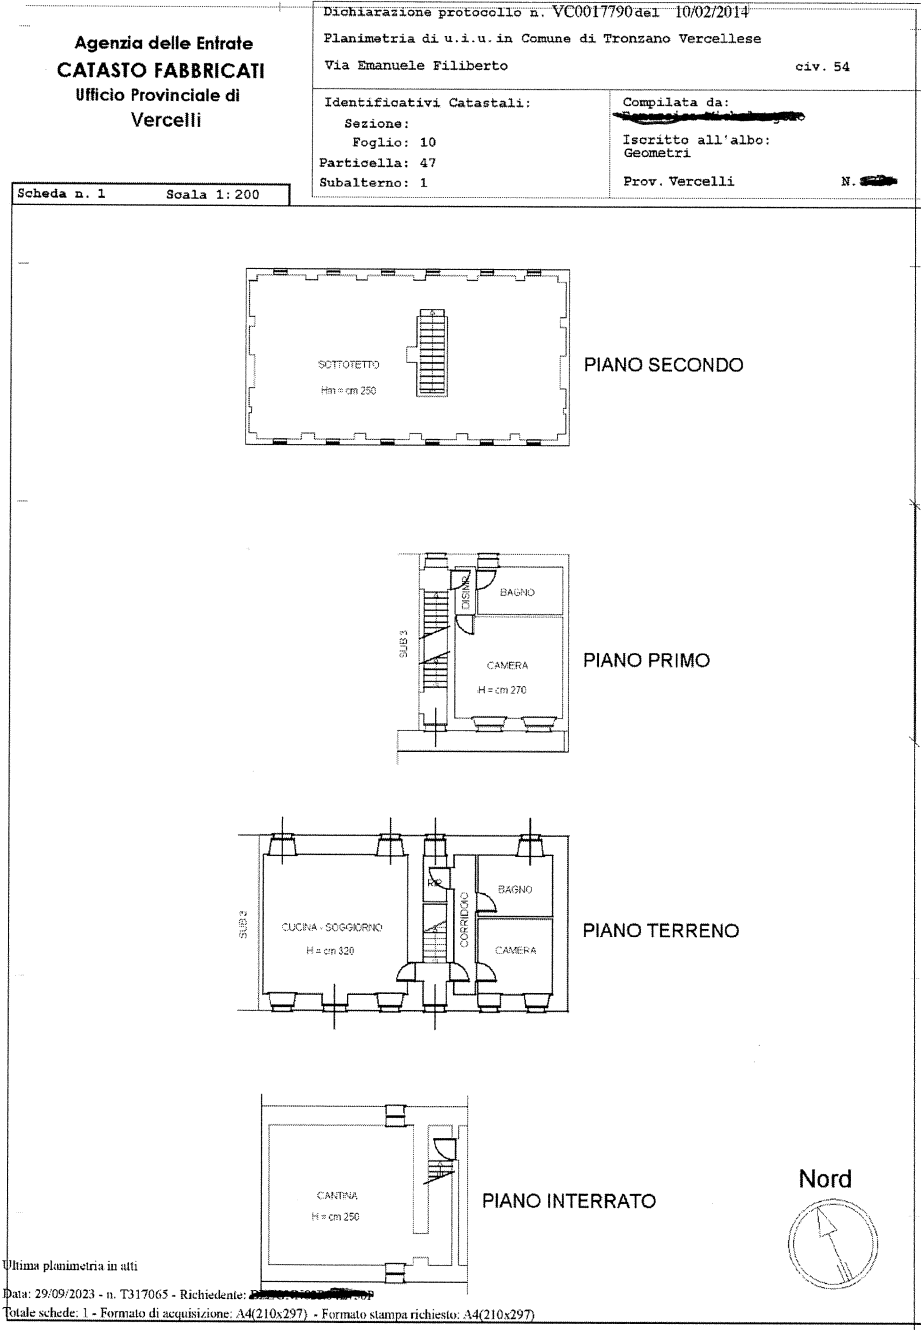 Agenzia delle Entrate
CATASTO FABBRICATI
Ufficio Provinciale di
Vercelli
Dichiarazione protocollo n. VC0017790 del 10/02/2014
Planimetria di u.i.u. in Comune di Tronzano Vercellese
Via Emanuele Filiberto civ. 54
Identificativi Catastali:
Sezione:
Foglio: 10
Particella: 47
Subalterno: 1
Compilata da:
Iscritto all'albo:
Geometri
Prov. Vercelli N.
Scheda n. 1 Scala 1:200
SOTTOTETTO
Hm = cm 250
PIANO SECONDO
SUB 3
DISIMP.
BAGNO
CAMERA
H = cm 270
PIANO PRIMO
SUB 3
CUCINA - SOGGIORNO
H = cm 320
RIP.
CORRIDOIO
BAGNO
CAMERA
PIANO TERRENO
CANTINA
H = cm 250
PIANO INTERRATO
Nord
Ultima planimetria in atti
Data: 29/09/2023 - n. T317065 - Richiedente:
Totale schede: 1 - Formato di acquisizione: A4(210x297) - Formato stampa richiesto: A4(210x297)